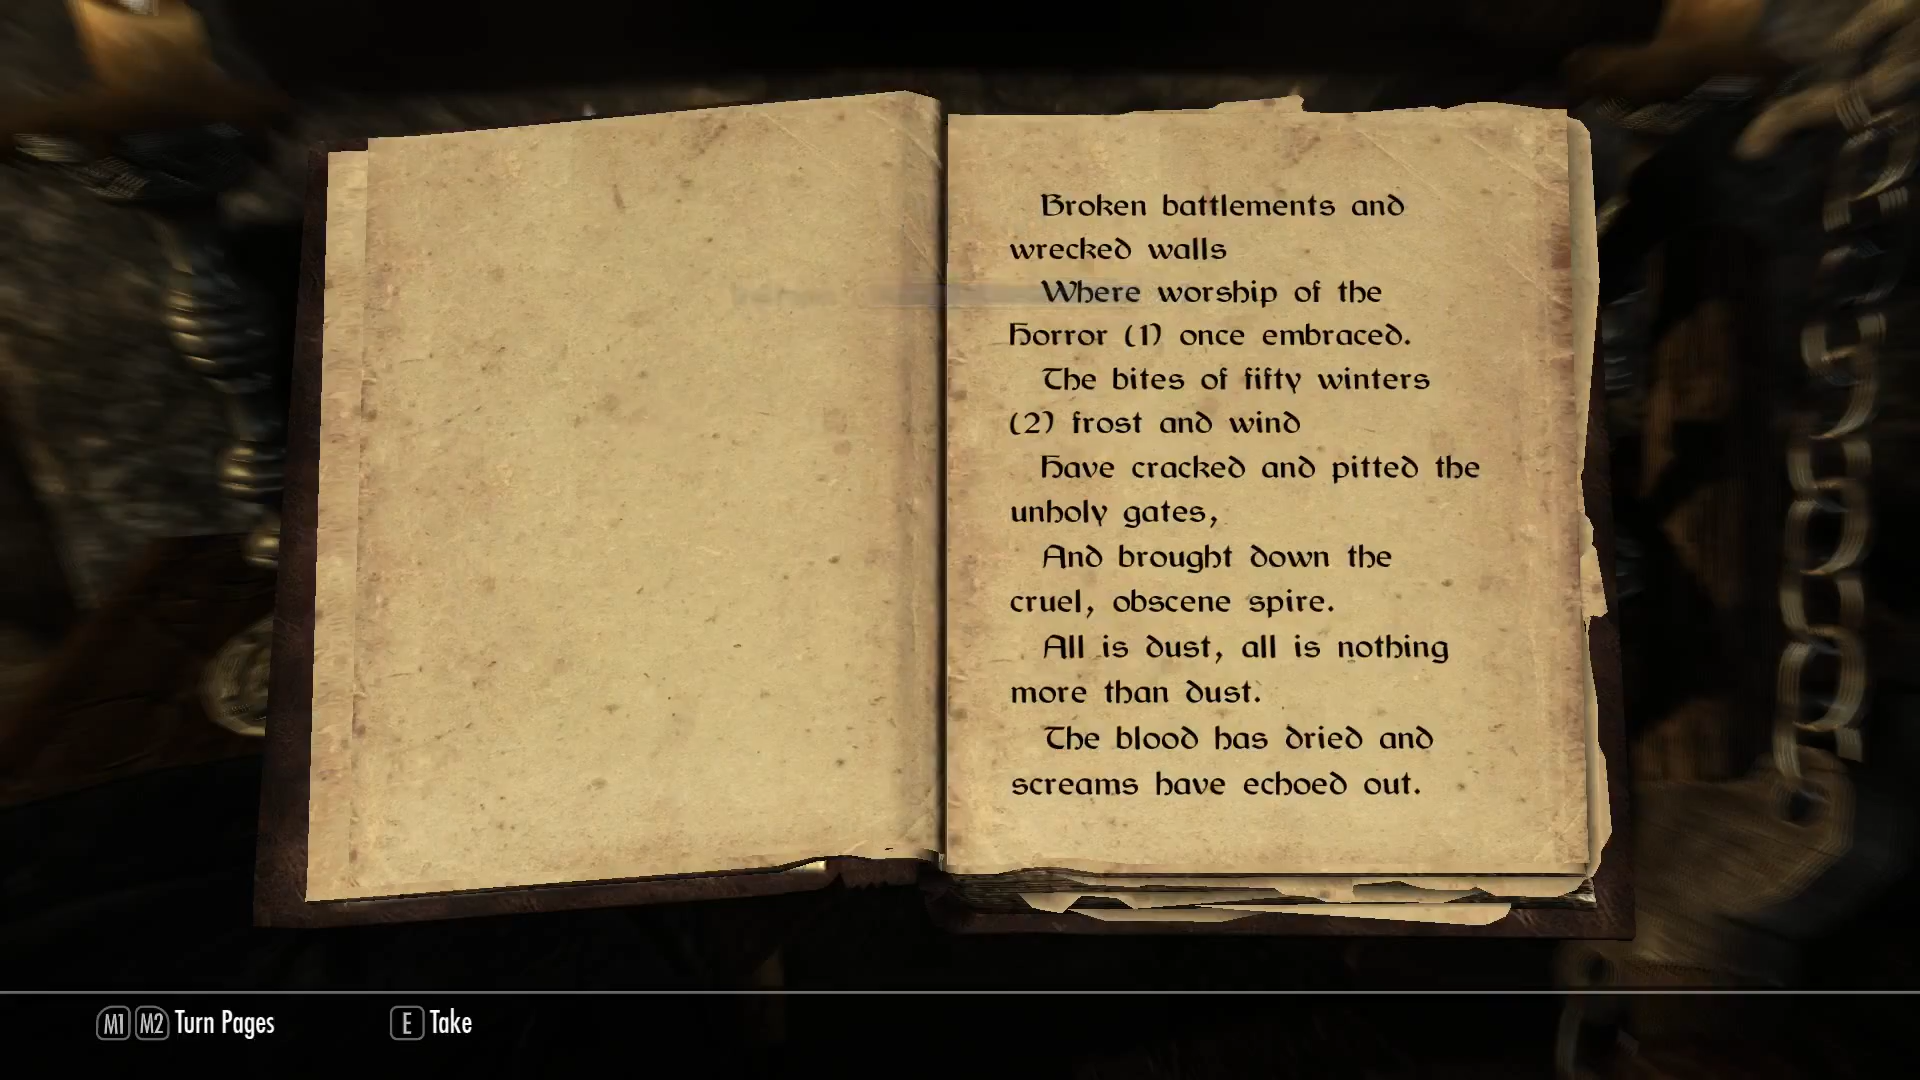 Broken battlements and
wrecked walls
Where worship of the
Horror (1) once embraced.
The bites of fifty winters
(2) frost and wind
Have cracked and pitted the
unholy gates,
And brought down the
cruel, obscene spire.
All is dust, all is nothing
more than dust.
The blood has dried and
screams have echoed out.
M1 M2 Turn Pages E Take